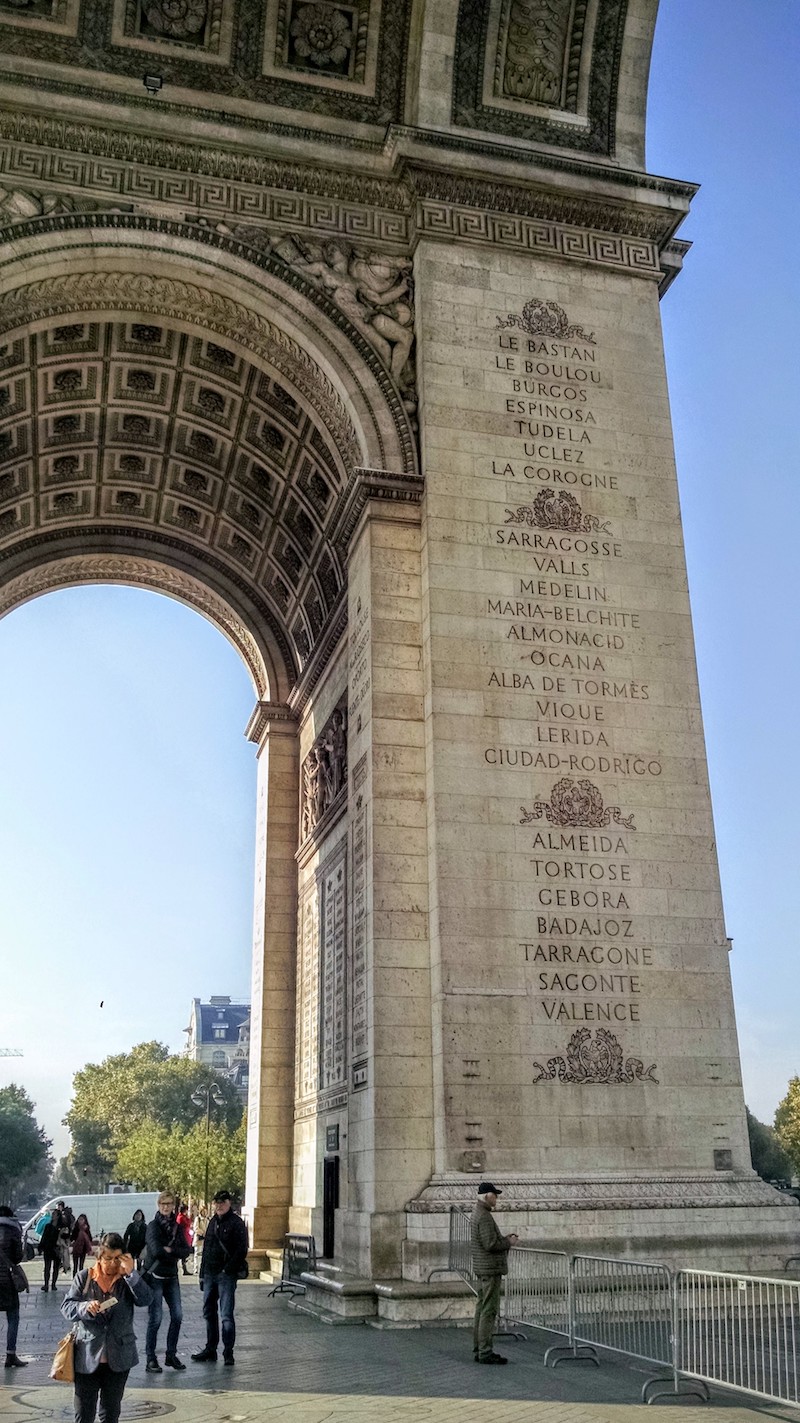 LE BASTAN
LE BOULOU
BURGOS
ESPINOSA
TUDELA
UCLEZ
LA COROGNE
SARRAGOSSE
VALLS
MEDELIN
MARIA-BELCHITE
ALMONACID
OCANA
ALBA DE TORMÈS
VIQUE
LERIDA
CIUDAD-RODRIGO
ALMEIDA
TORTOSE
GEBORA
BADAJOZ
TARRAGONE
SAGONTE
VALENCE